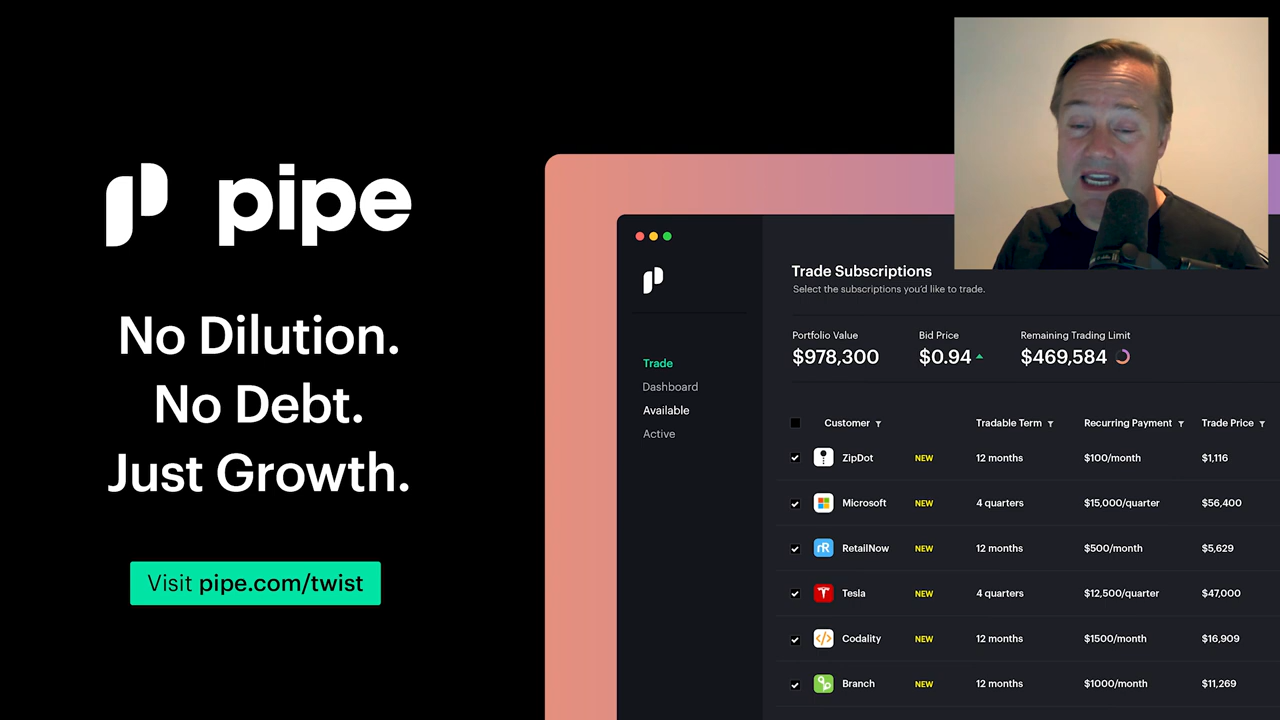 pipe
No Dilution.
No Debt.
Just Growth.
Visit pipe.com/twist
Trade Subscriptions
Select the subscriptions you'd like to trade.
Portfolio Value Bid Price Remaining Trading Limit
$978,300 $0.94 $469,584
Trade
Dashboard
Available
Active
Customer Tradable Term Recurring Payment Trade Price
ZipDot NEW 12 months $100/month $1,116
Microsoft NEW 4 quarters $15,000/quarter $56,400
RetailNow NEW 12 months $500/month $5,629
Tesla NEW 4 quarters $12,500/quarter $47,000
Codality NEW 12 months $1500/month $16,909
Branch NEW 12 months $1000/month $11,269